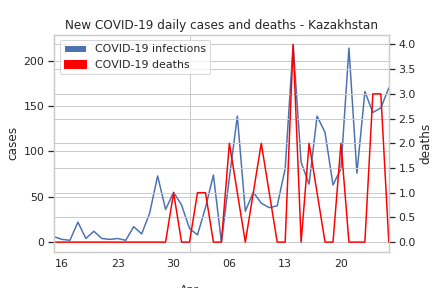 New COVID-19 daily cases and deaths - Kazakhstan
COVID-19 infections
COVID-19 deaths
cases
200
150
100
50
0
4.0
3.5
3.0
2.5
2.0
1.5
1.0
0.5
0.0
deaths
16 23 30 06 13 20